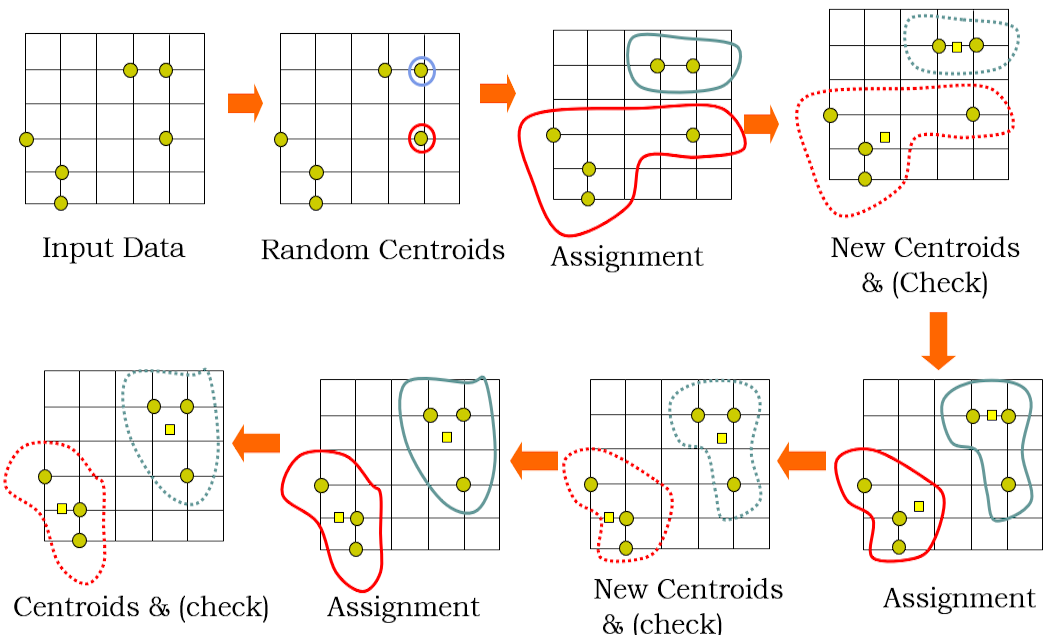 Input Data
Random Centroids
Assignment
New Centroids
& (Check)
Assignment
New Centroids
& (check)
Assignment
Centroids & (check)